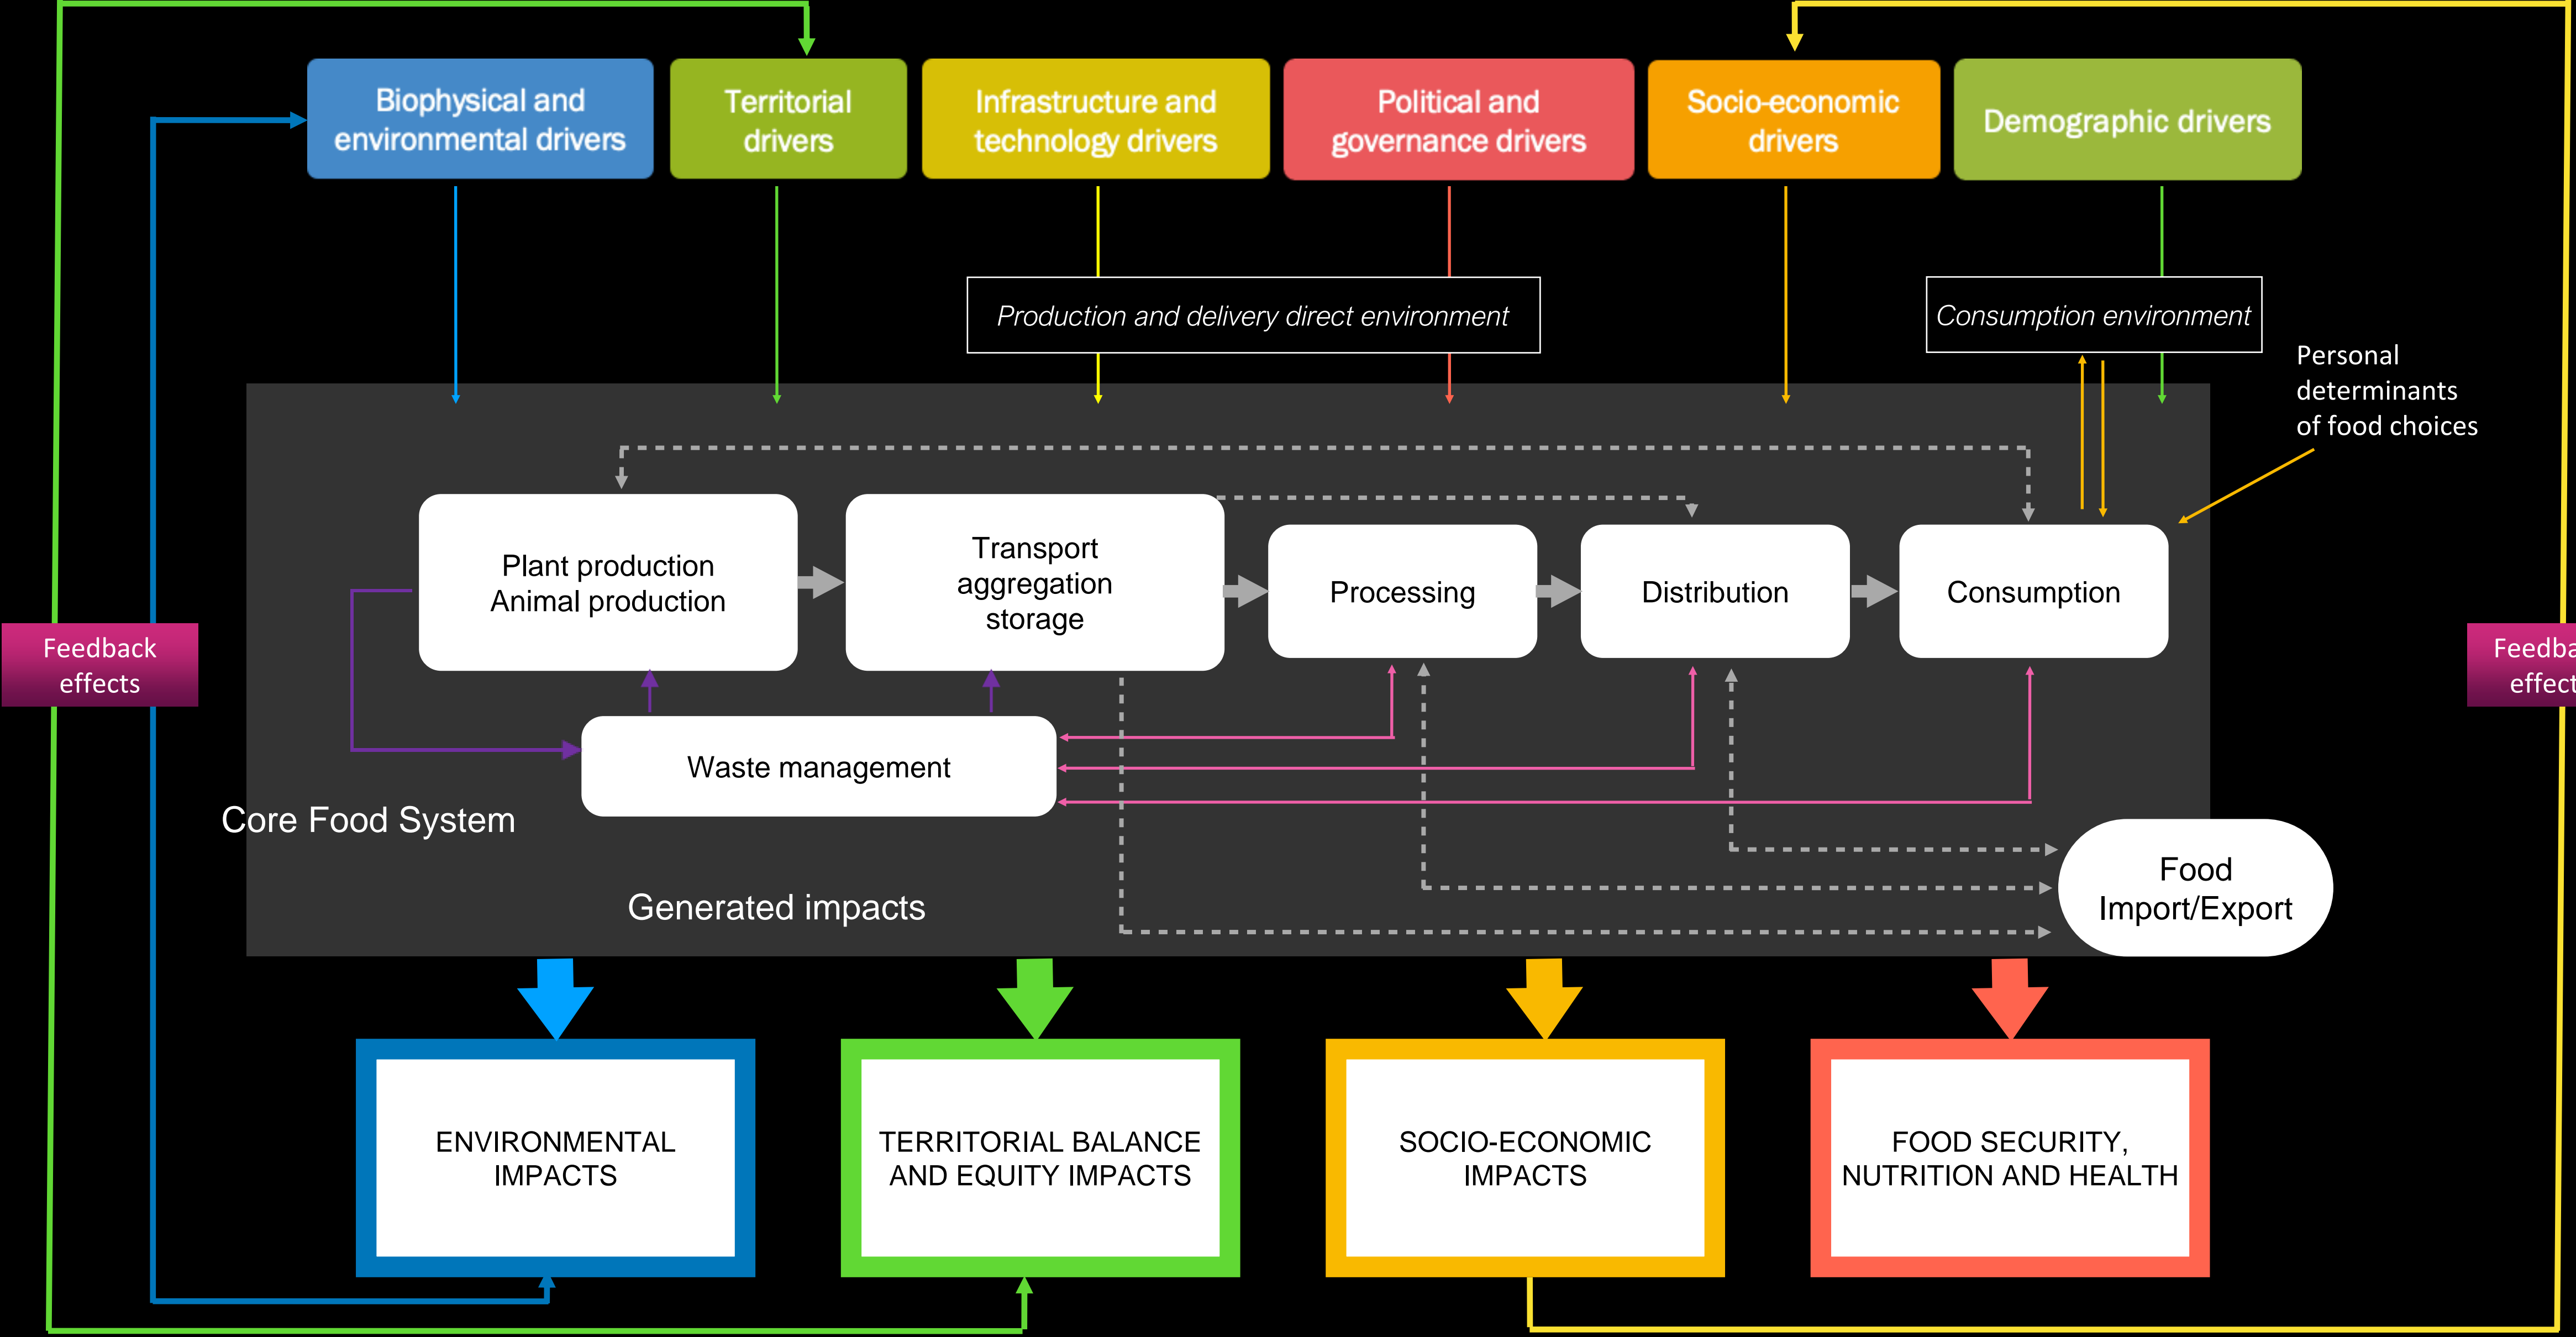 Biophysical and
environmental drivers
Territorial
drivers
Infrastructure and
technology drivers
Political and
governance drivers
Socio-economic
drivers
Demographic drivers
Production and delivery direct environment
Consumption environment
Personal
determinants
of food choices
Plant production
Animal production
Transport
aggregation
storage
Processing
Distribution
Consumption
Feedback
effects
Feedba
effect
Waste management
Core Food System
Generated impacts
Food
Import/Export
ENVIRONMENTAL
IMPACTS
TERRITORIAL BALANCE
AND EQUITY IMPACTS
SOCIO-ECONOMIC
IMPACTS
FOOD SECURITY,
NUTRITION AND HEALTH